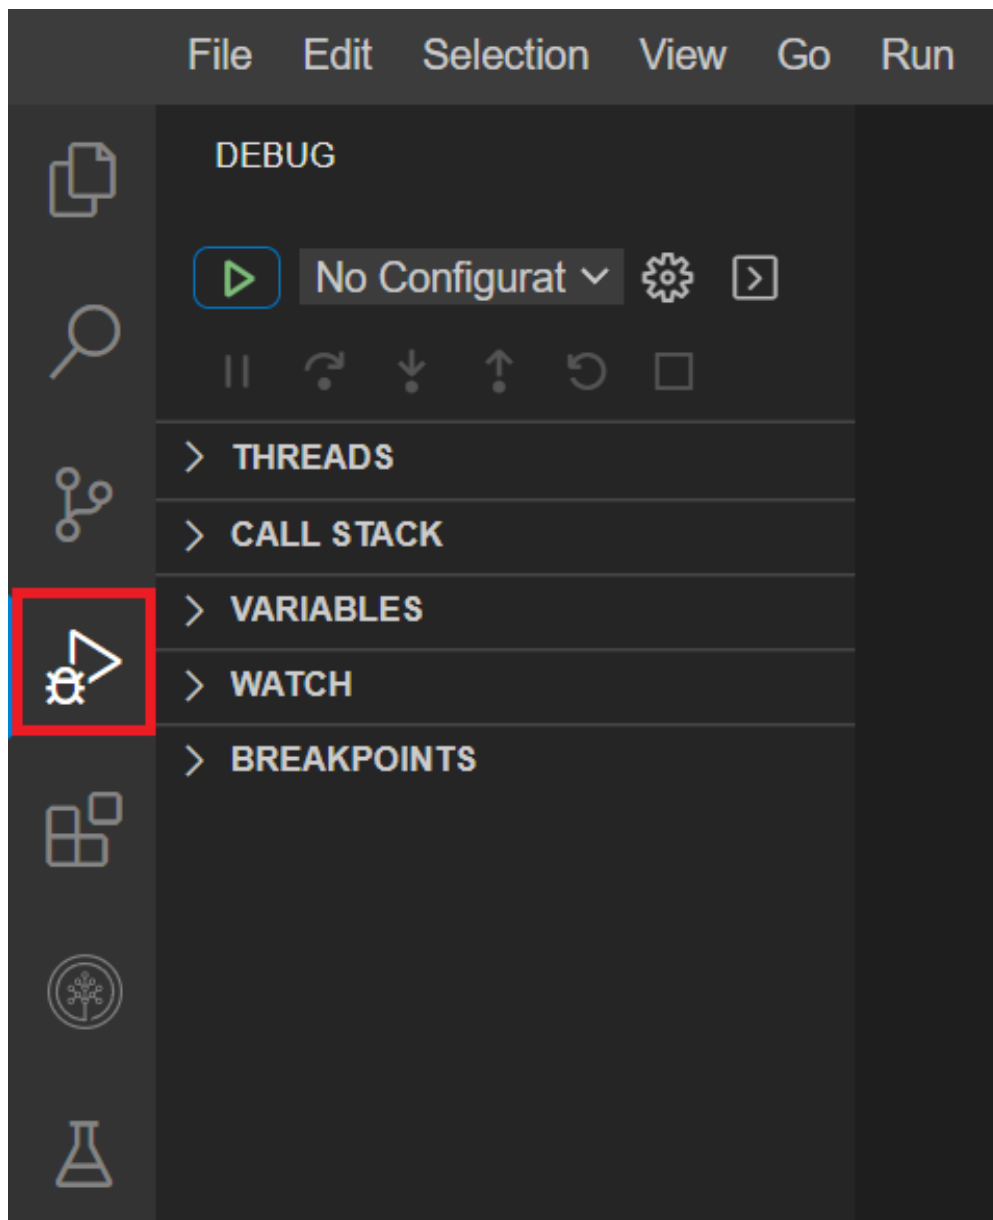 File Edit Selection View Go Run
DEBUG
No Configurat
THREADS
CALL STACK
VARIABLES
WATCH
BREAKPOINTS